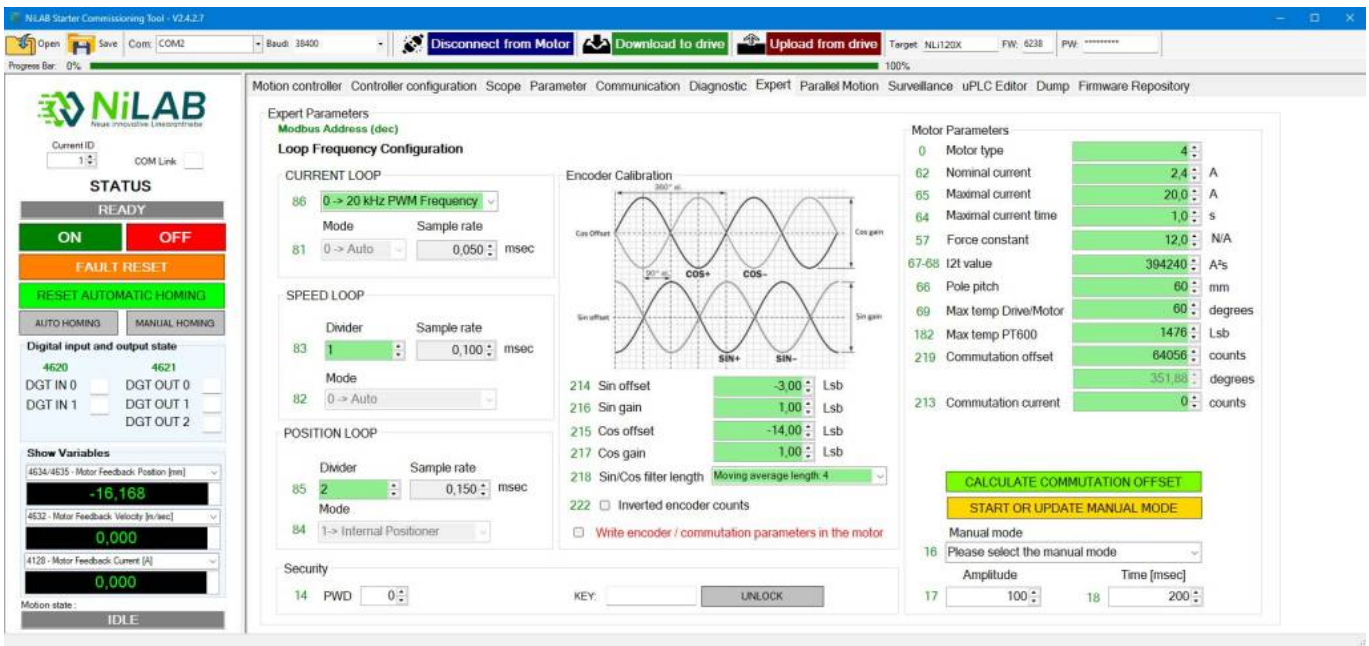 NiLAB Starter Commissioning Tool - V2.4.2.7
Open Save Com: COM2 Baud: 38400 Disconnect from Motor Download to drive Upload from drive Target: NLi120X FW: 6238 PW: *********
Progress Bar: 0% 100%
Motion controller Controller configuration Scope Parameter Communication Diagnostic Expert Parallel Motion Surveillance uPLC Editor Dump Firmware Repository
NiLAB
Neue innovative Linearantriebe
Current ID
1 COM Link
STATUS
READY
ON OFF
FAULT RESET
RESET AUTOMATIC HOMING
AUTO HOMING MANUAL HOMING
Digital input and output state
4620 4621
DGT IN 0 DGT OUT 0
DGT IN 1 DGT OUT 1
DGT OUT 2
Show Variables
4634/4635 - Motor Feedback Position [mm]
-16,168
4632 - Motor Feedback Velocity [m/sec]
0,000
4128 - Motor Feedback Current [A]
0,000
Motion state :
IDLE
Expert Parameters
Modbus Address (dec)
Loop Frequency Configuration
CURRENT LOOP
86 0 -> 20 kHz PWM Frequency
Mode Sample rate
81 0 -> Auto 0,050 msec
SPEED LOOP
Divider Sample rate
83 1 0,100 msec
Mode
82 0 -> Auto
POSITION LOOP
Divider Sample rate
85 2 0,150 msec
Mode
84 1-> Internal Positioner
Security
14 PWD 0 KEY: UNLOCK
Encoder Calibration
360° el.
Cos Offset Cos gain
90° el. COS+ COS-
Sin offset Sin gain
SIN+ SIN-
214 Sin offset -3,00 Lsb
216 Sin gain 1,00 Lsb
215 Cos offset -14,00 Lsb
217 Cos gain 1,00 Lsb
218 Sin/Cos filter length Moving average length: 4
222 Inverted encoder counts
Write encoder / commutation parameters in the motor
Motor Parameters
0 Motor type 4
62 Nominal current 2,4 A
65 Maximal current 20,0 A
64 Maximal current time 1,0 s
57 Force constant 12,0 N/A
67-68 I2t value 394240 A²s
66 Pole pitch 60 mm
69 Max temp Drive/Motor 60 degrees
182 Max temp PT600 1476 Lsb
219 Commutation offset 64056 counts
351,88 degrees
213 Commutation current 0 counts
CALCULATE COMMUTATION OFFSET
START OR UPDATE MANUAL MODE
Manual mode
16 Please select the manual mode
Amplitude Time [msec]
17 100 18 200